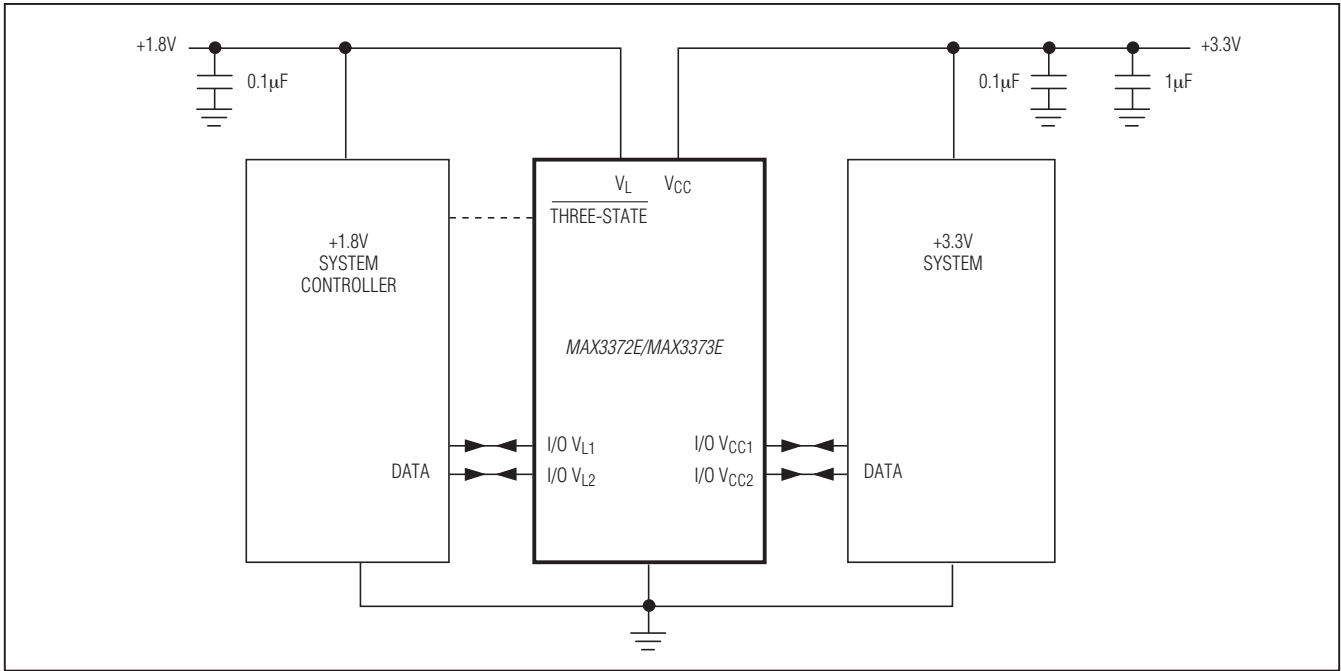 +1.8V
+3.3V
0.1μF
0.1μF
1μF
VL
VCC
THREE-STATE
+1.8V
SYSTEM
CONTROLLER
+3.3V
SYSTEM
MAX3372E/MAX3373E
I/O VL1
I/O VCC1
DATA
I/O VL2
I/O VCC2
DATA